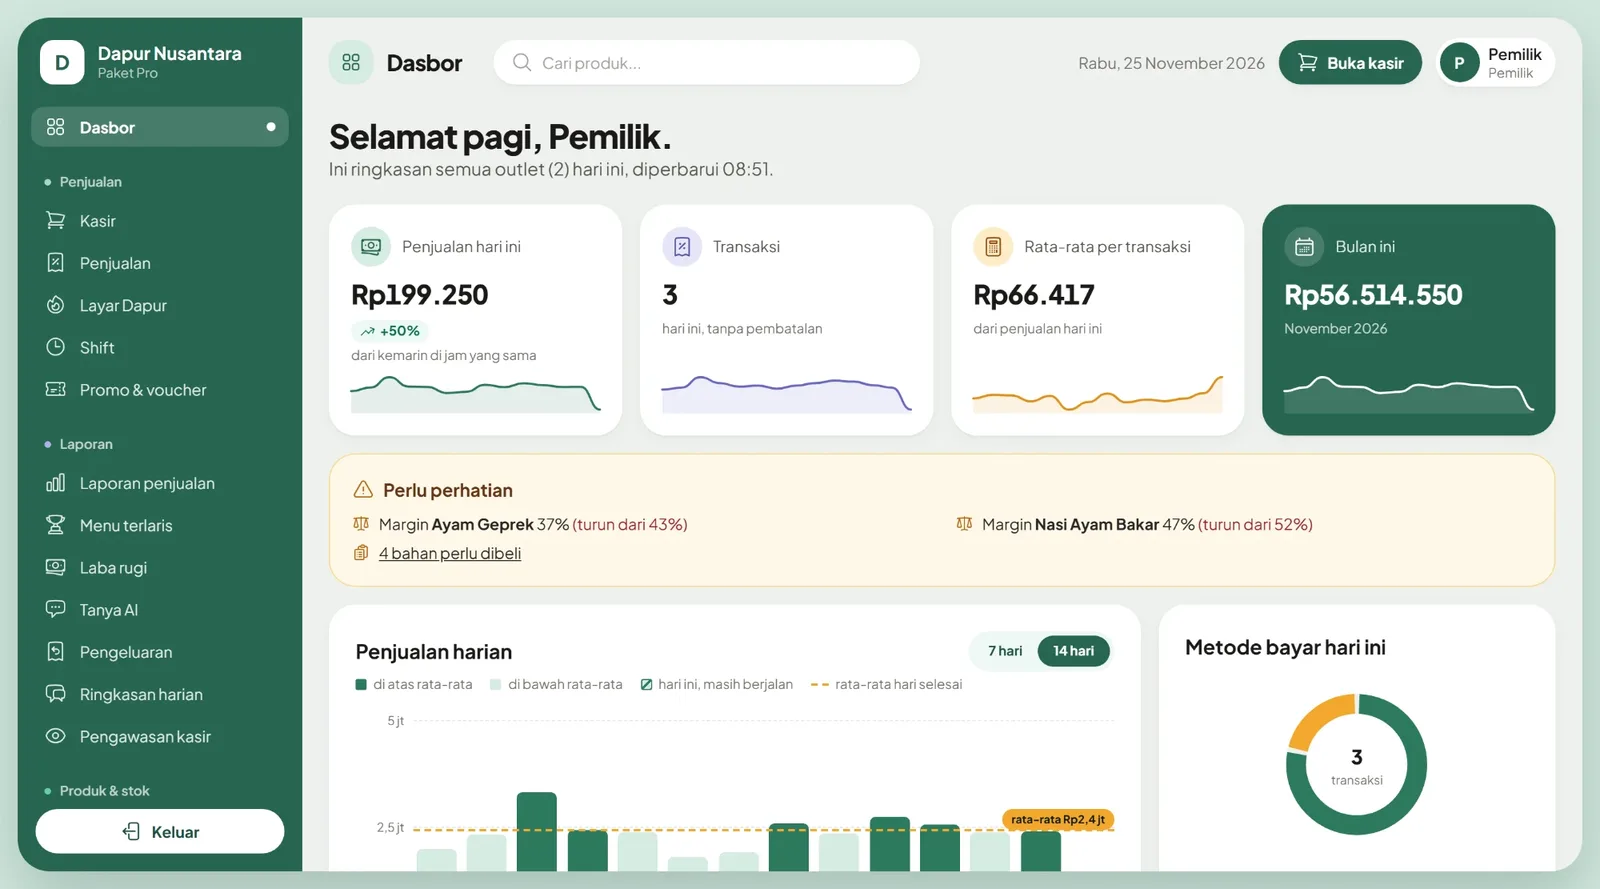 D
Dapur Nusantara
Paket Pro
Dasbor
Penjualan
Kasir
Penjualan
Layar Dapur
Shift
Promo & voucher
Laporan
Laporan penjualan
Menu terlaris
Laba rugi
Tanya AI
Pengeluaran
Ringkasan harian
Pengawasan kasir
Produk & stok
Keluar
Dasbor
Cari produk...
Rabu, 25 November 2026
Buka kasir
P
Pemilik
Pemilik
Selamat pagi, Pemilik.
Ini ringkasan semua outlet (2) hari ini, diperbarui 08:51.
Penjualan hari ini
Rp199.250
+50%
dari kemarin di jam yang sama
Transaksi
3
hari ini, tanpa pembatalan
Rata-rata per transaksi
Rp66.417
dari penjualan hari ini
Bulan ini
Rp56.514.550
November 2026
Perlu perhatian
Margin Ayam Geprek 37% (turun dari 43%)
Margin Nasi Ayam Bakar 47% (turun dari 52%)
4 bahan perlu dibeli
Penjualan harian
7 hari
14 hari
di atas rata-rata
di bawah rata-rata
hari ini, masih berjalan
rata-rata hari selesai
5 jt
2,5 jt
rata-rata Rp2,4 jt
Metode bayar hari ini
3
transaksi